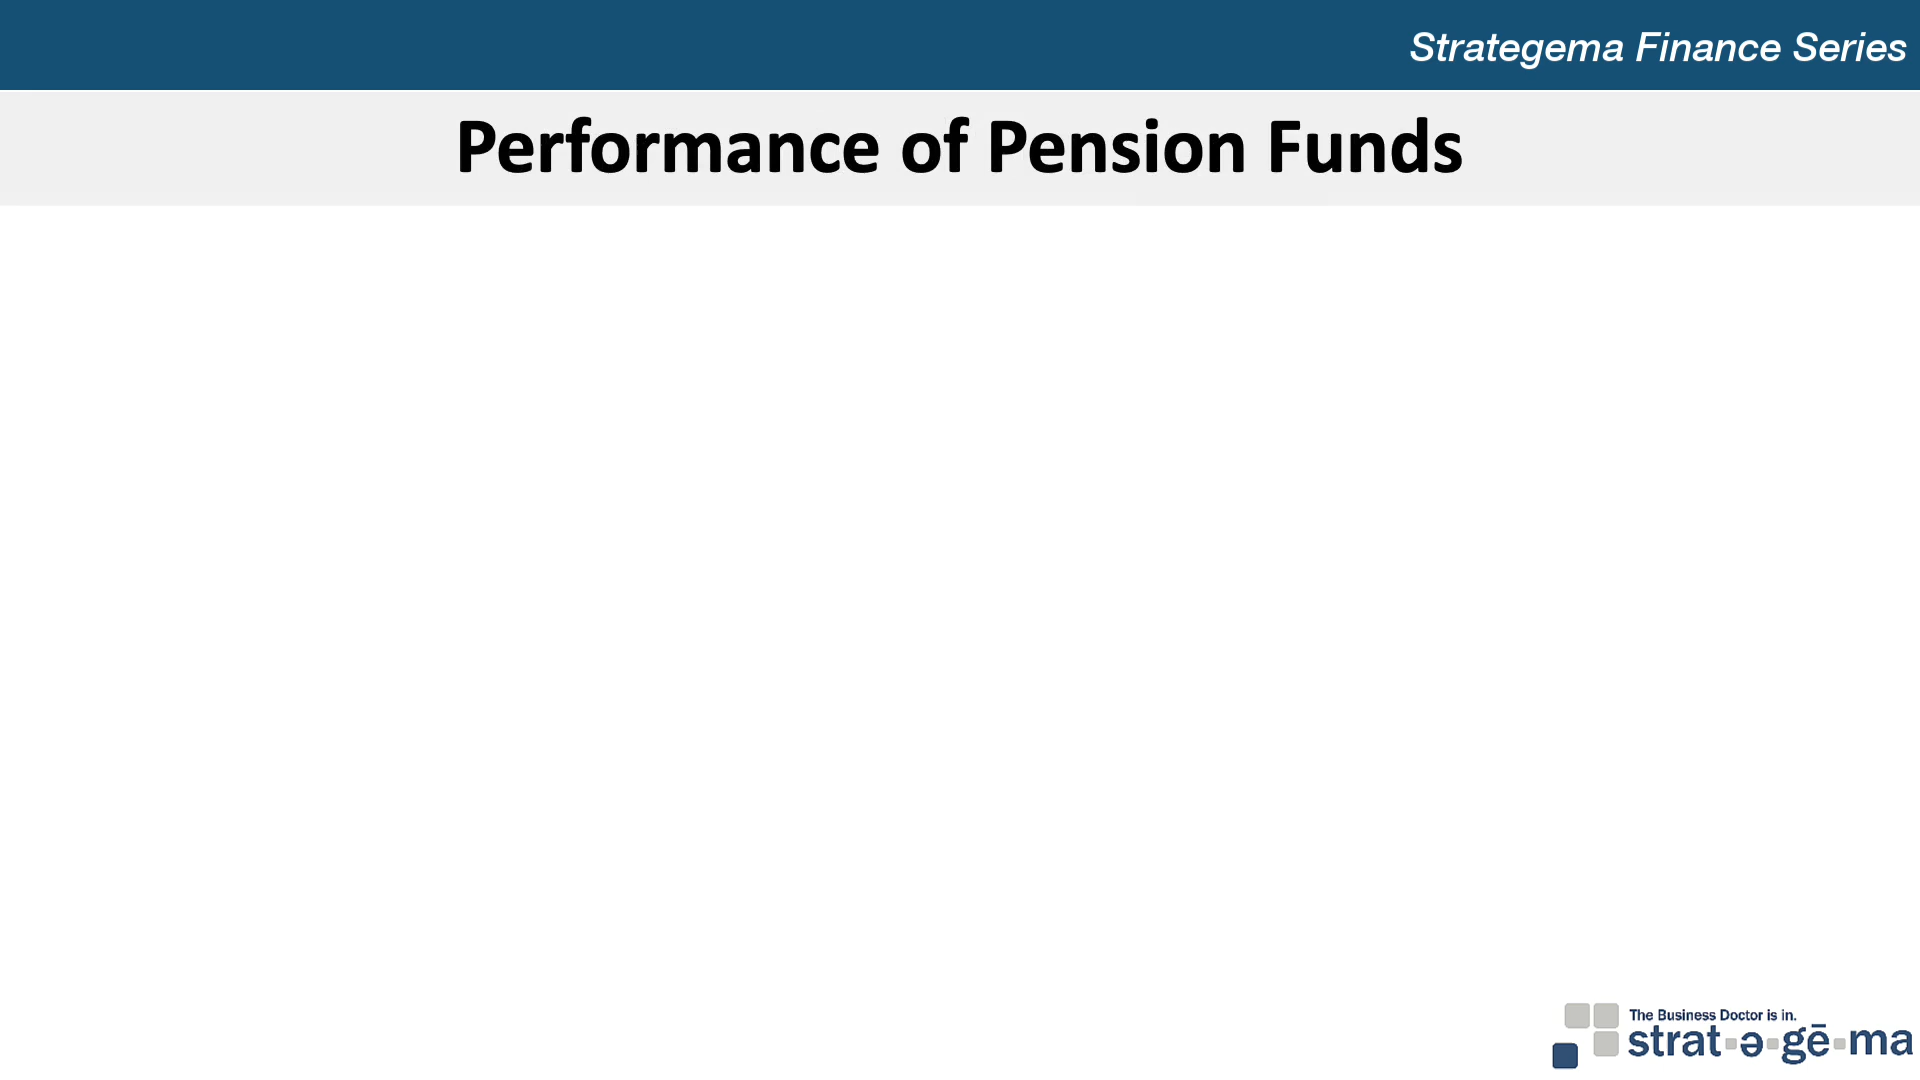 Strategema Finance Series
Performance of Pension Funds
The Business Doctor is in.
strat·ə·gē·ma